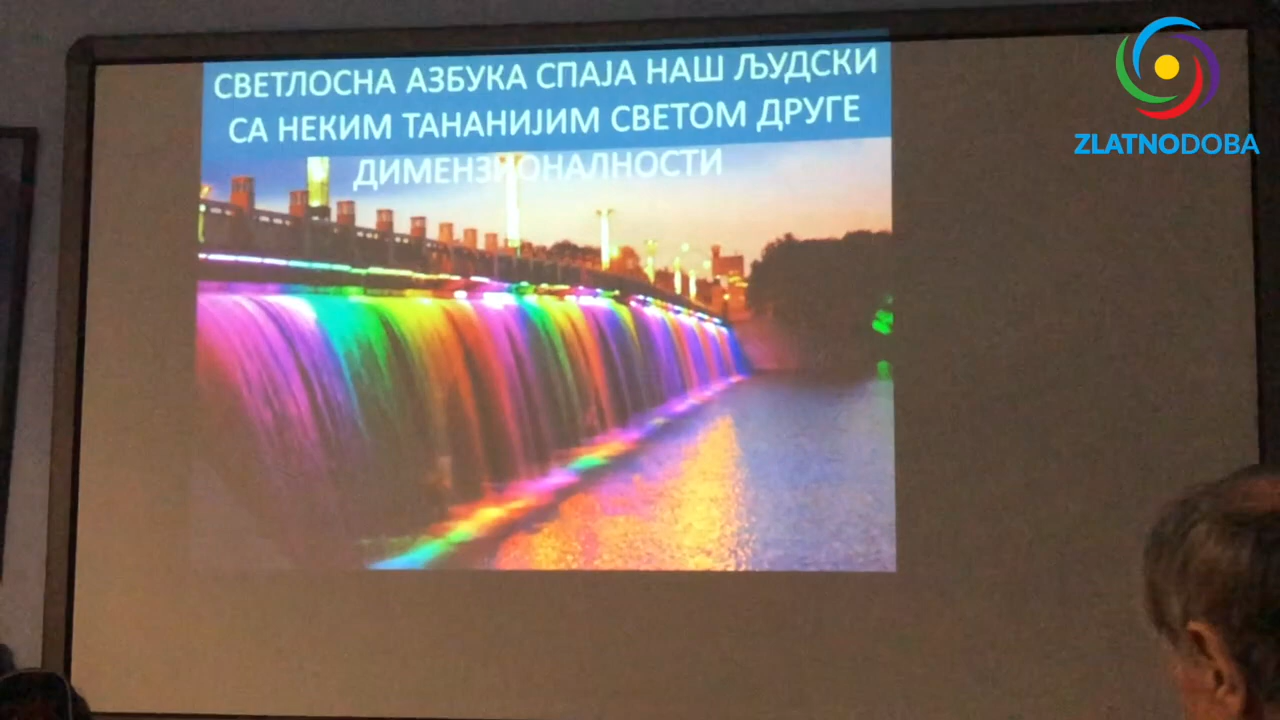 СВЕТЛОСНА АЗБУКА СПАЈА НАШ ЉУДСКИ
СА НЕКИМ ТАНАНИЈИМ СВЕТОМ ДРУГЕ
ДИМЕНЗИОНАЛНОСТИ
ZLATNODOBA